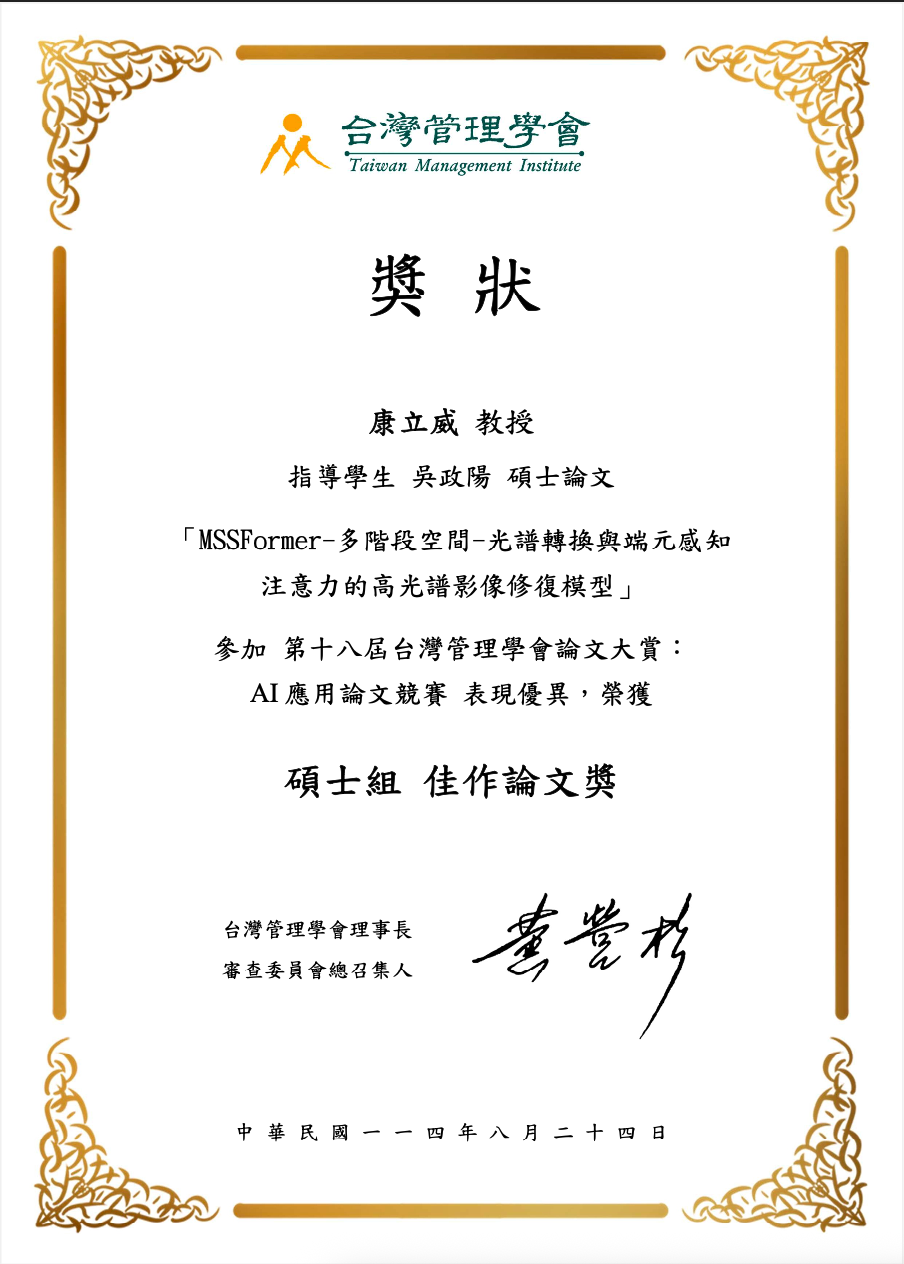 台灣管理學會
Taiwan Management Institute
獎 狀
康立威 教授
指導學生 吳政陽 碩士論文
「MSSFormer-多階段空間-光譜轉換與端元感知
注意力的高光譜影像修復模型」
參加 第十八屆台灣管理學會論文大賞：
AI應用論文競賽 表現優異，榮獲
碩士組 佳作論文獎
台灣管理學會理事長
審查委員會總召集人
中華民國一一四年八月二十四日